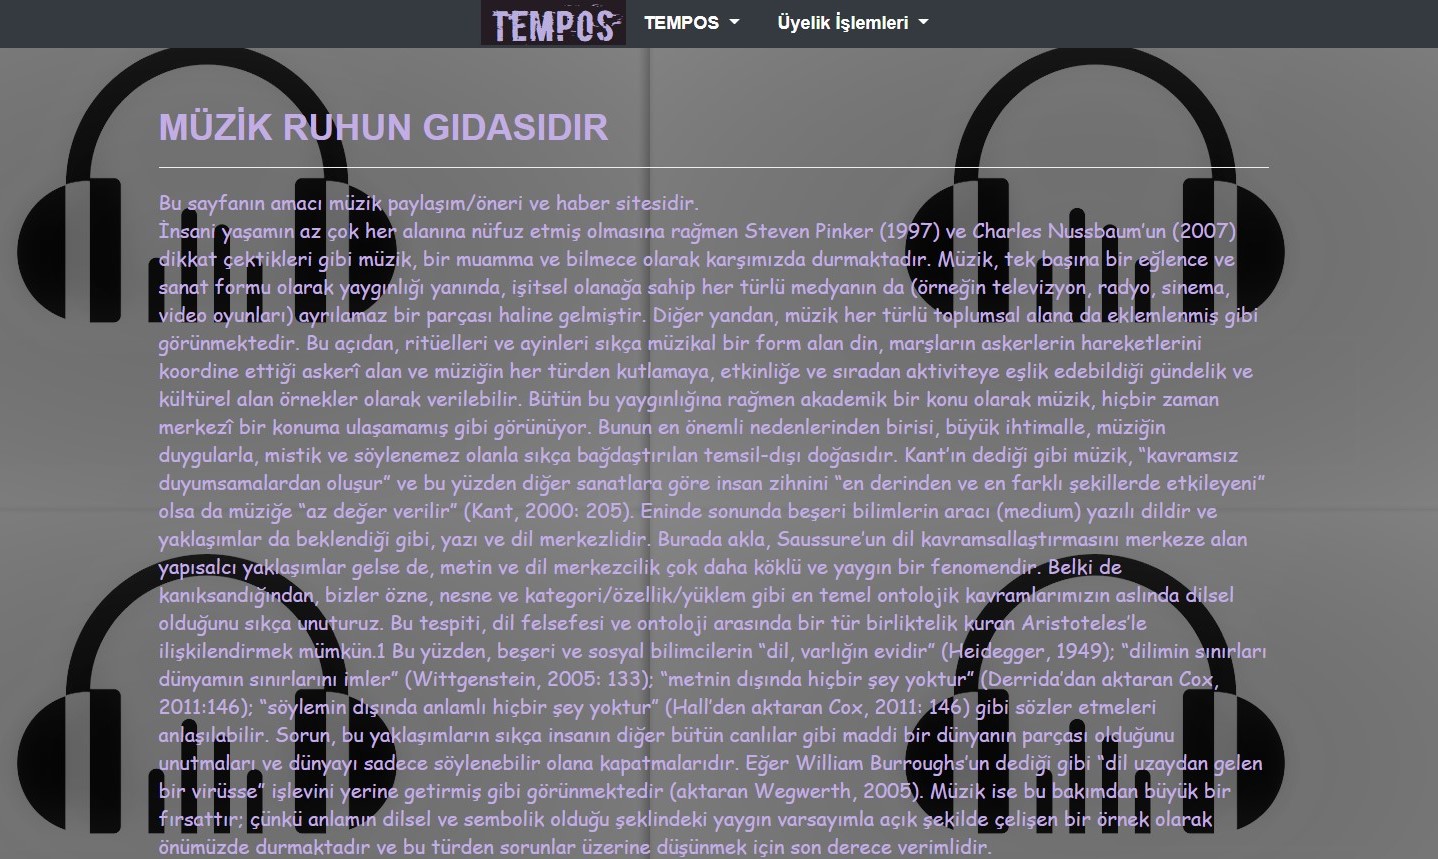 TEMPOS TEMPOS Üyelik İşlemleri
MÜZİK RUHUN GIDASIDIR
Bu sayfanın amacı müzik paylaşım/öneri ve haber sitesidir.
İnsani yaşamın az çok her alanına nüfuz etmiş olmasına rağmen Steven Pinker (1997) ve Charles Nussbaum’un (2007)
dikkat çektikleri gibi müzik, bir muamma ve bilmece olarak karşımızda durmaktadır. Müzik, tek başına bir eğlence ve
sanat formu olarak yaygınlığı yanında, işitsel olanağa sahip her türlü medyanın da (örneğin televizyon, radyo, sinema,
video oyunları) ayrılamaz bir parçası haline gelmiştir. Diğer yandan, müzik her türlü toplumsal alana da eklemlenmiş gibi
görünmektedir. Bu açıdan, ritüelleri ve ayinleri sıkça müzikal bir form alan din, marşların askerlerin hareketlerini
koordine ettiği askerî alan ve müziğin her türden kutlamaya, etkinliğe ve sıradan aktiviteye eşlik edebildiği gündelik ve
kültürel alan örnekler olarak verilebilir. Bütün bu yaygınlığına rağmen akademik bir konu olarak müzik, hiçbir zaman
merkezî bir konuma ulaşamamış gibi görünüyor. Bunun en önemli nedenlerinden birisi, büyük ihtimalle, müziğin
duygularla, mistik ve söylenemez olanla sıkça bağdaştırılan temsil-dışı doğasıdır. Kant’ın dediği gibi müzik, “kavramsız
duyumsamalardan oluşur” ve bu yüzden diğer sanatlara göre insan zihnini “en derinden ve en farklı şekillerde etkileyeni”
olsa da müziğe “az değer verilir” (Kant, 2000: 205). Eninde sonunda beşeri bilimlerin aracı (medium) yazılı dildir ve
yaklaşımlar da beklendiği gibi, yazı ve dil merkezlidir. Burada akla, Saussure’un dil kavramsallaştırmasını merkeze alan
yapısalcı yaklaşımlar gelse de, metin ve dil merkezcilik çok daha köklü ve yaygın bir fenomendir. Belki de
kanıksandığından, bizler özne, nesne ve kategori/özellik/yüklem gibi en temel ontolojik kavramlarımızın aslında dilsel
olduğunu sıkça unuturuz. Bu tespiti, dil felsefesi ve ontoloji arasında bir tür birliktelik kuran Aristoteles’le
ilişkilendirmek mümkün.1 Bu yüzden, beşeri ve sosyal bilimcilerin “dil, varlığın evidir” (Heidegger, 1949); “dilimin sınırları
dünyamın sınırlarını imler” (Wittgenstein, 2005: 133); “metnin dışında hiçbir şey yoktur” (Derrida’dan aktaran Cox,
2011:146); “söylemin dışında anlamlı hiçbir şey yoktur” (Hall’den aktaran Cox, 2011: 146) gibi sözler etmeleri
anlaşılabilir. Sorun, bu yaklaşımların sıkça insanın diğer bütün canlılar gibi maddi bir dünyanın parçası olduğunu
unutmaları ve dünyayı sadece söylenebilir olana kapatmalarıdır. Eğer William Burroughs’un dediği gibi “dil uzaydan gelen
bir virüsse” işlevini yerine getirmiş gibi görünmektedir (aktaran Wegwerth, 2005). Müzik ise bu bakımdan büyük bir
fırsattır; çünkü anlamın dilsel ve sembolik olduğu şeklindeki yaygın varsayımla açık şekilde çelişen bir örnek olarak
önümüzde durmaktadır ve bu türden sorunlar üzerine düşünmek için son derece verimlidir.